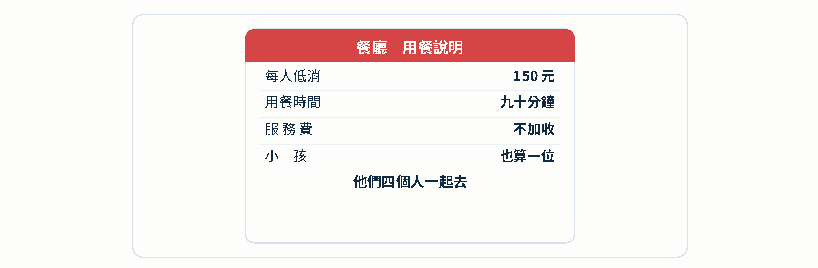 餐廳　用餐說明
每人低消 150 元
用餐時間 九十分鐘
服 務 費 不加收
小　孩 也算一位
他們四個人一起去